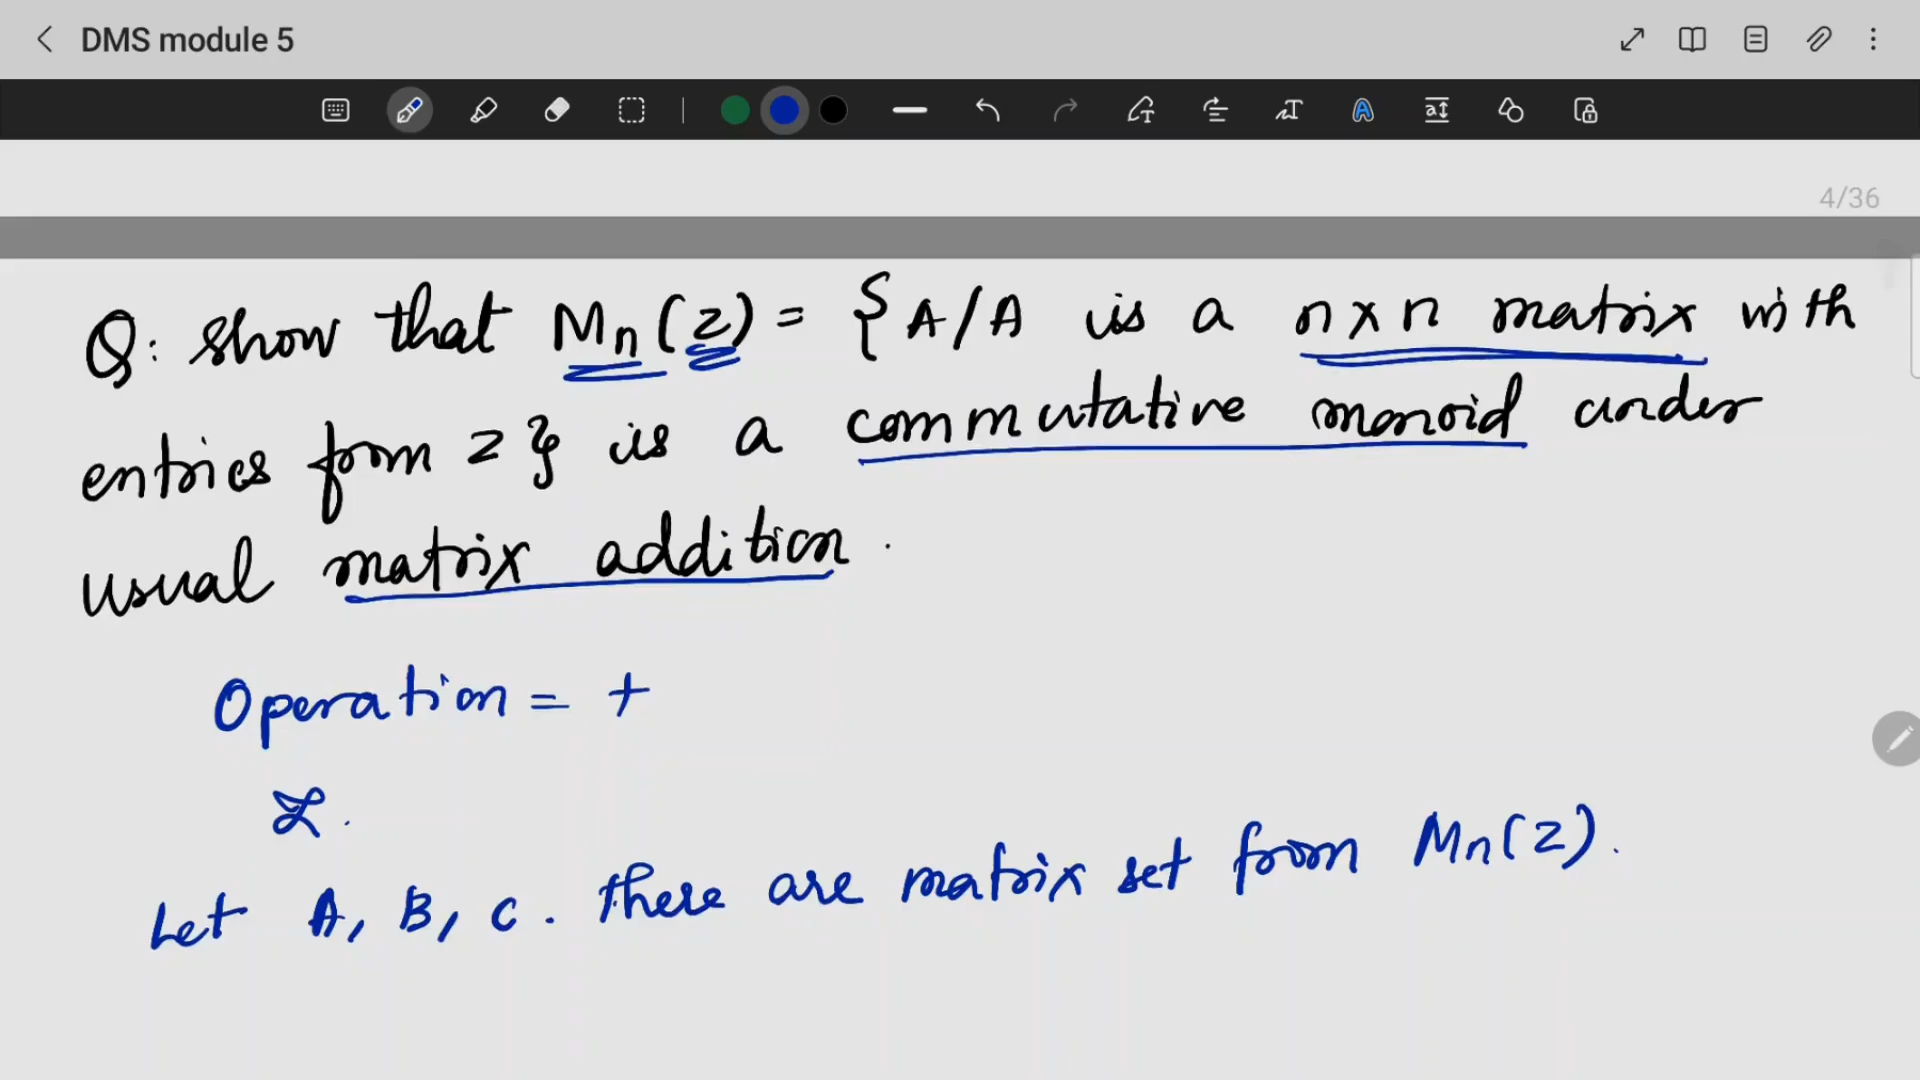 DMS module 5
4/36
Q: show that Mn(z) = { A/A is a n x n matrix with
entries from z } is a commutative monoid under
usual matrix addition.
Operation = +
Z.
Let A, B, C. these are matrix set from Mn(z).